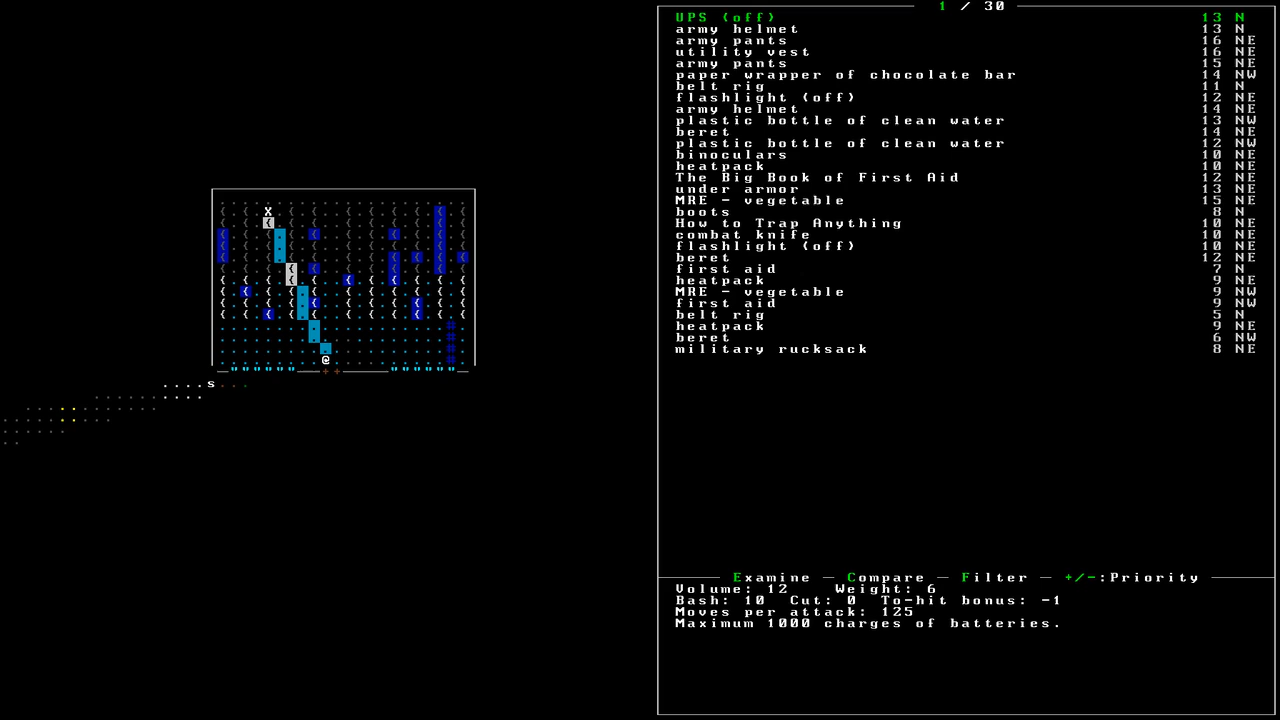 1 / 30
UPS (off) 13 N
army helmet 13 N
army pants 16 NE
utility vest 16 NE
army pants 15 NE
paper wrapper of chocolate bar 14 NW
belt rig 11 N
flashlight (off) 12 NE
army helmet 14 NE
plastic bottle of clean water 13 NW
beret 14 NE
plastic bottle of clean water 12 NW
binoculars 10 NE
heatpack 10 NE
The Big Book of First Aid 12 NE
under armor 13 NE
MRE - vegetable 15 NE
boots 8 N
How to Trap Anything 10 NE
combat knife 10 NE
flashlight (off) 10 NE
beret 12 NE
first aid 7 N
heatpack 9 NE
MRE - vegetable 9 NW
first aid 9 NW
belt rig 5 N
heatpack 9 NE
beret 6 NW
military rucksack 8 NE
Examine — Compare — Filter — +/-:Priority
Volume: 12 Weight: 6
Bash: 10 Cut: 0 To-hit bonus: -1
Moves per attack: 125
Maximum 1000 charges of batteries.
X
@
s